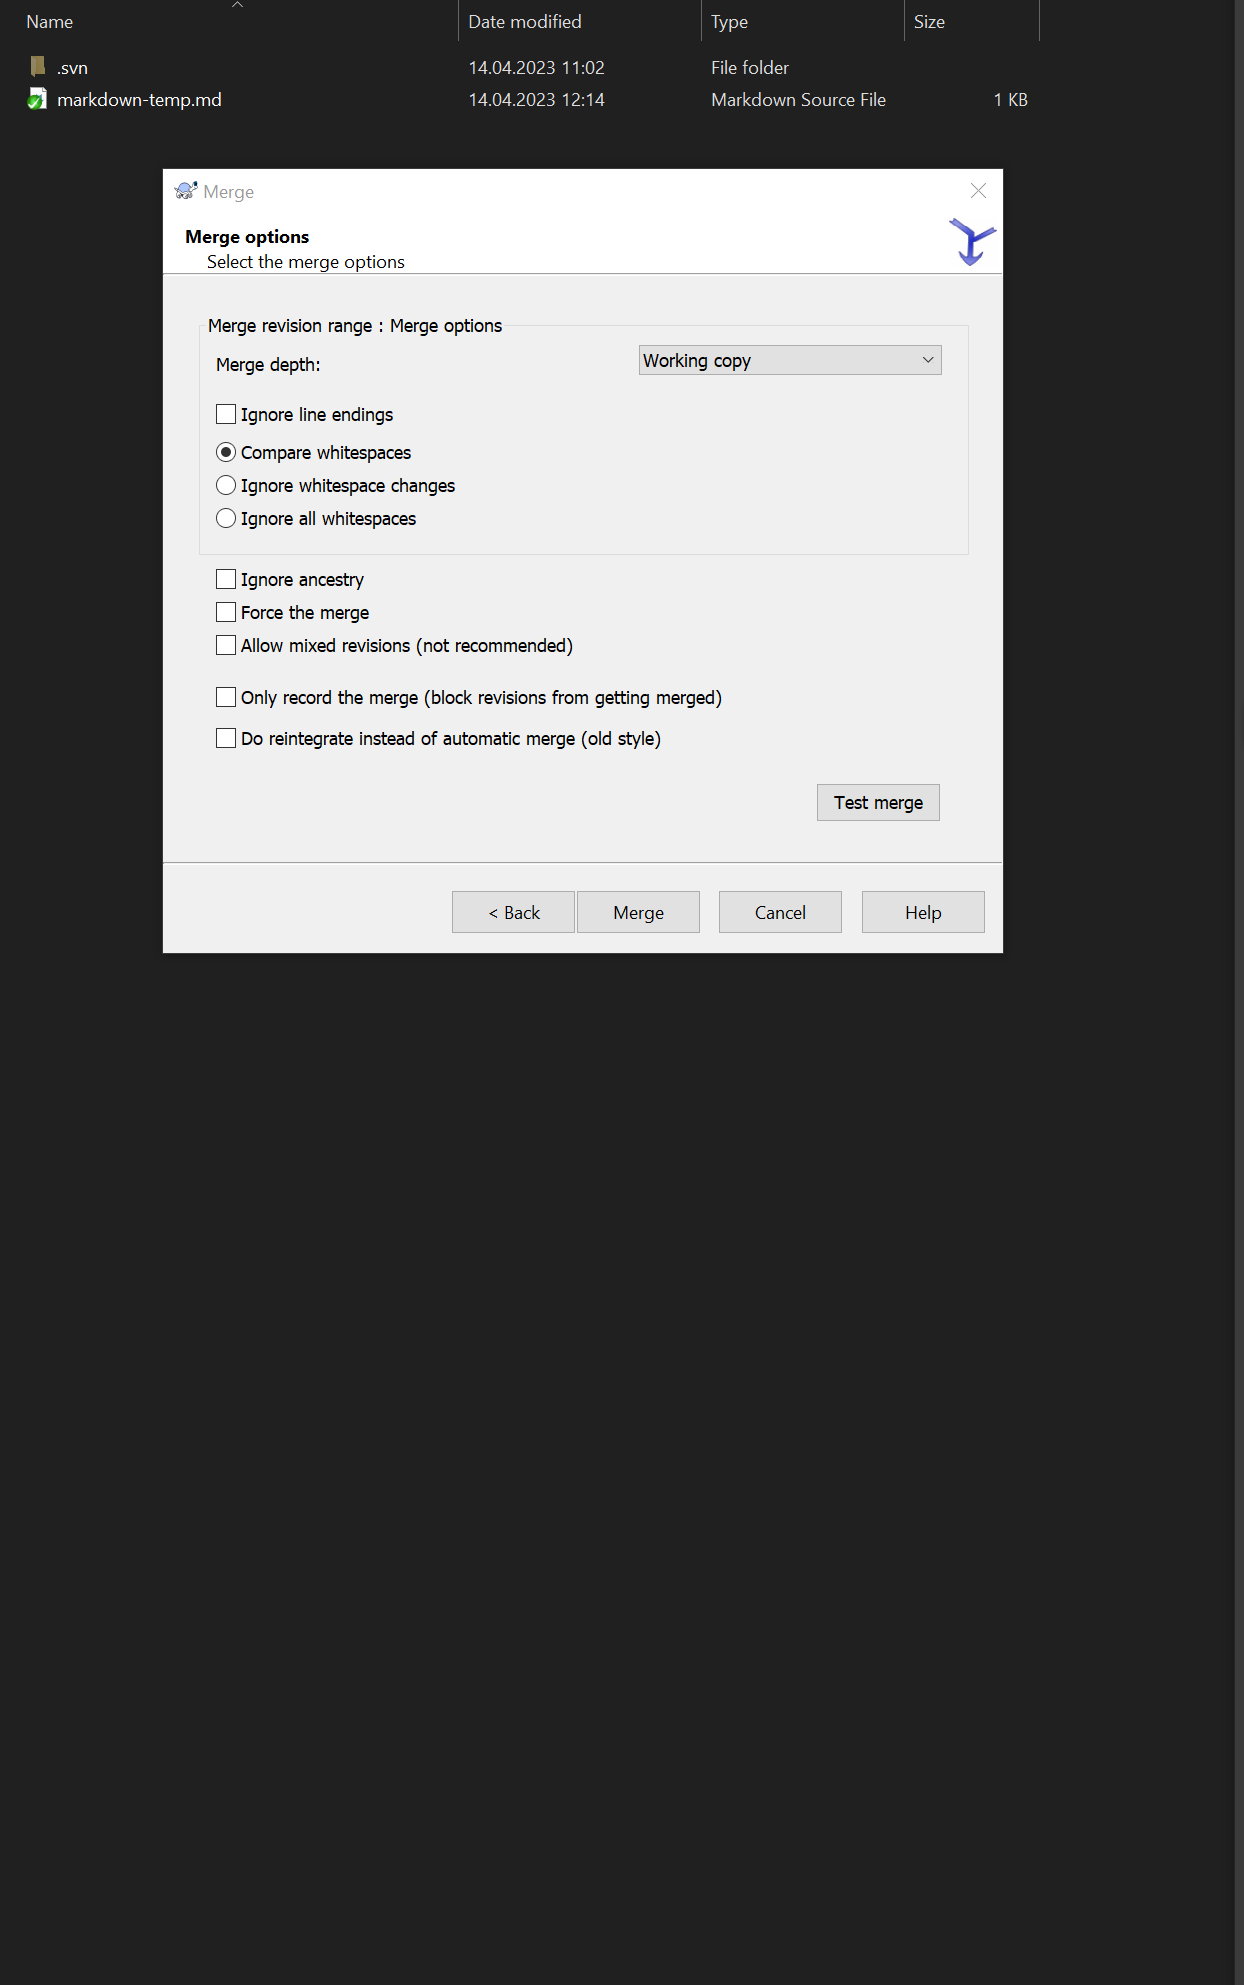 Name Date modified Type Size
.svn 14.04.2023 11:02 File folder
markdown-temp.md 14.04.2023 12:14 Markdown Source File 1 KB
Merge
Merge options
Select the merge options
Merge revision range : Merge options
Merge depth: Working copy
Ignore line endings
Compare whitespaces
Ignore whitespace changes
Ignore all whitespaces
Ignore ancestry
Force the merge
Allow mixed revisions (not recommended)
Only record the merge (block revisions from getting merged)
Do reintegrate instead of automatic merge (old style)
Test merge
< Back Merge Cancel Help